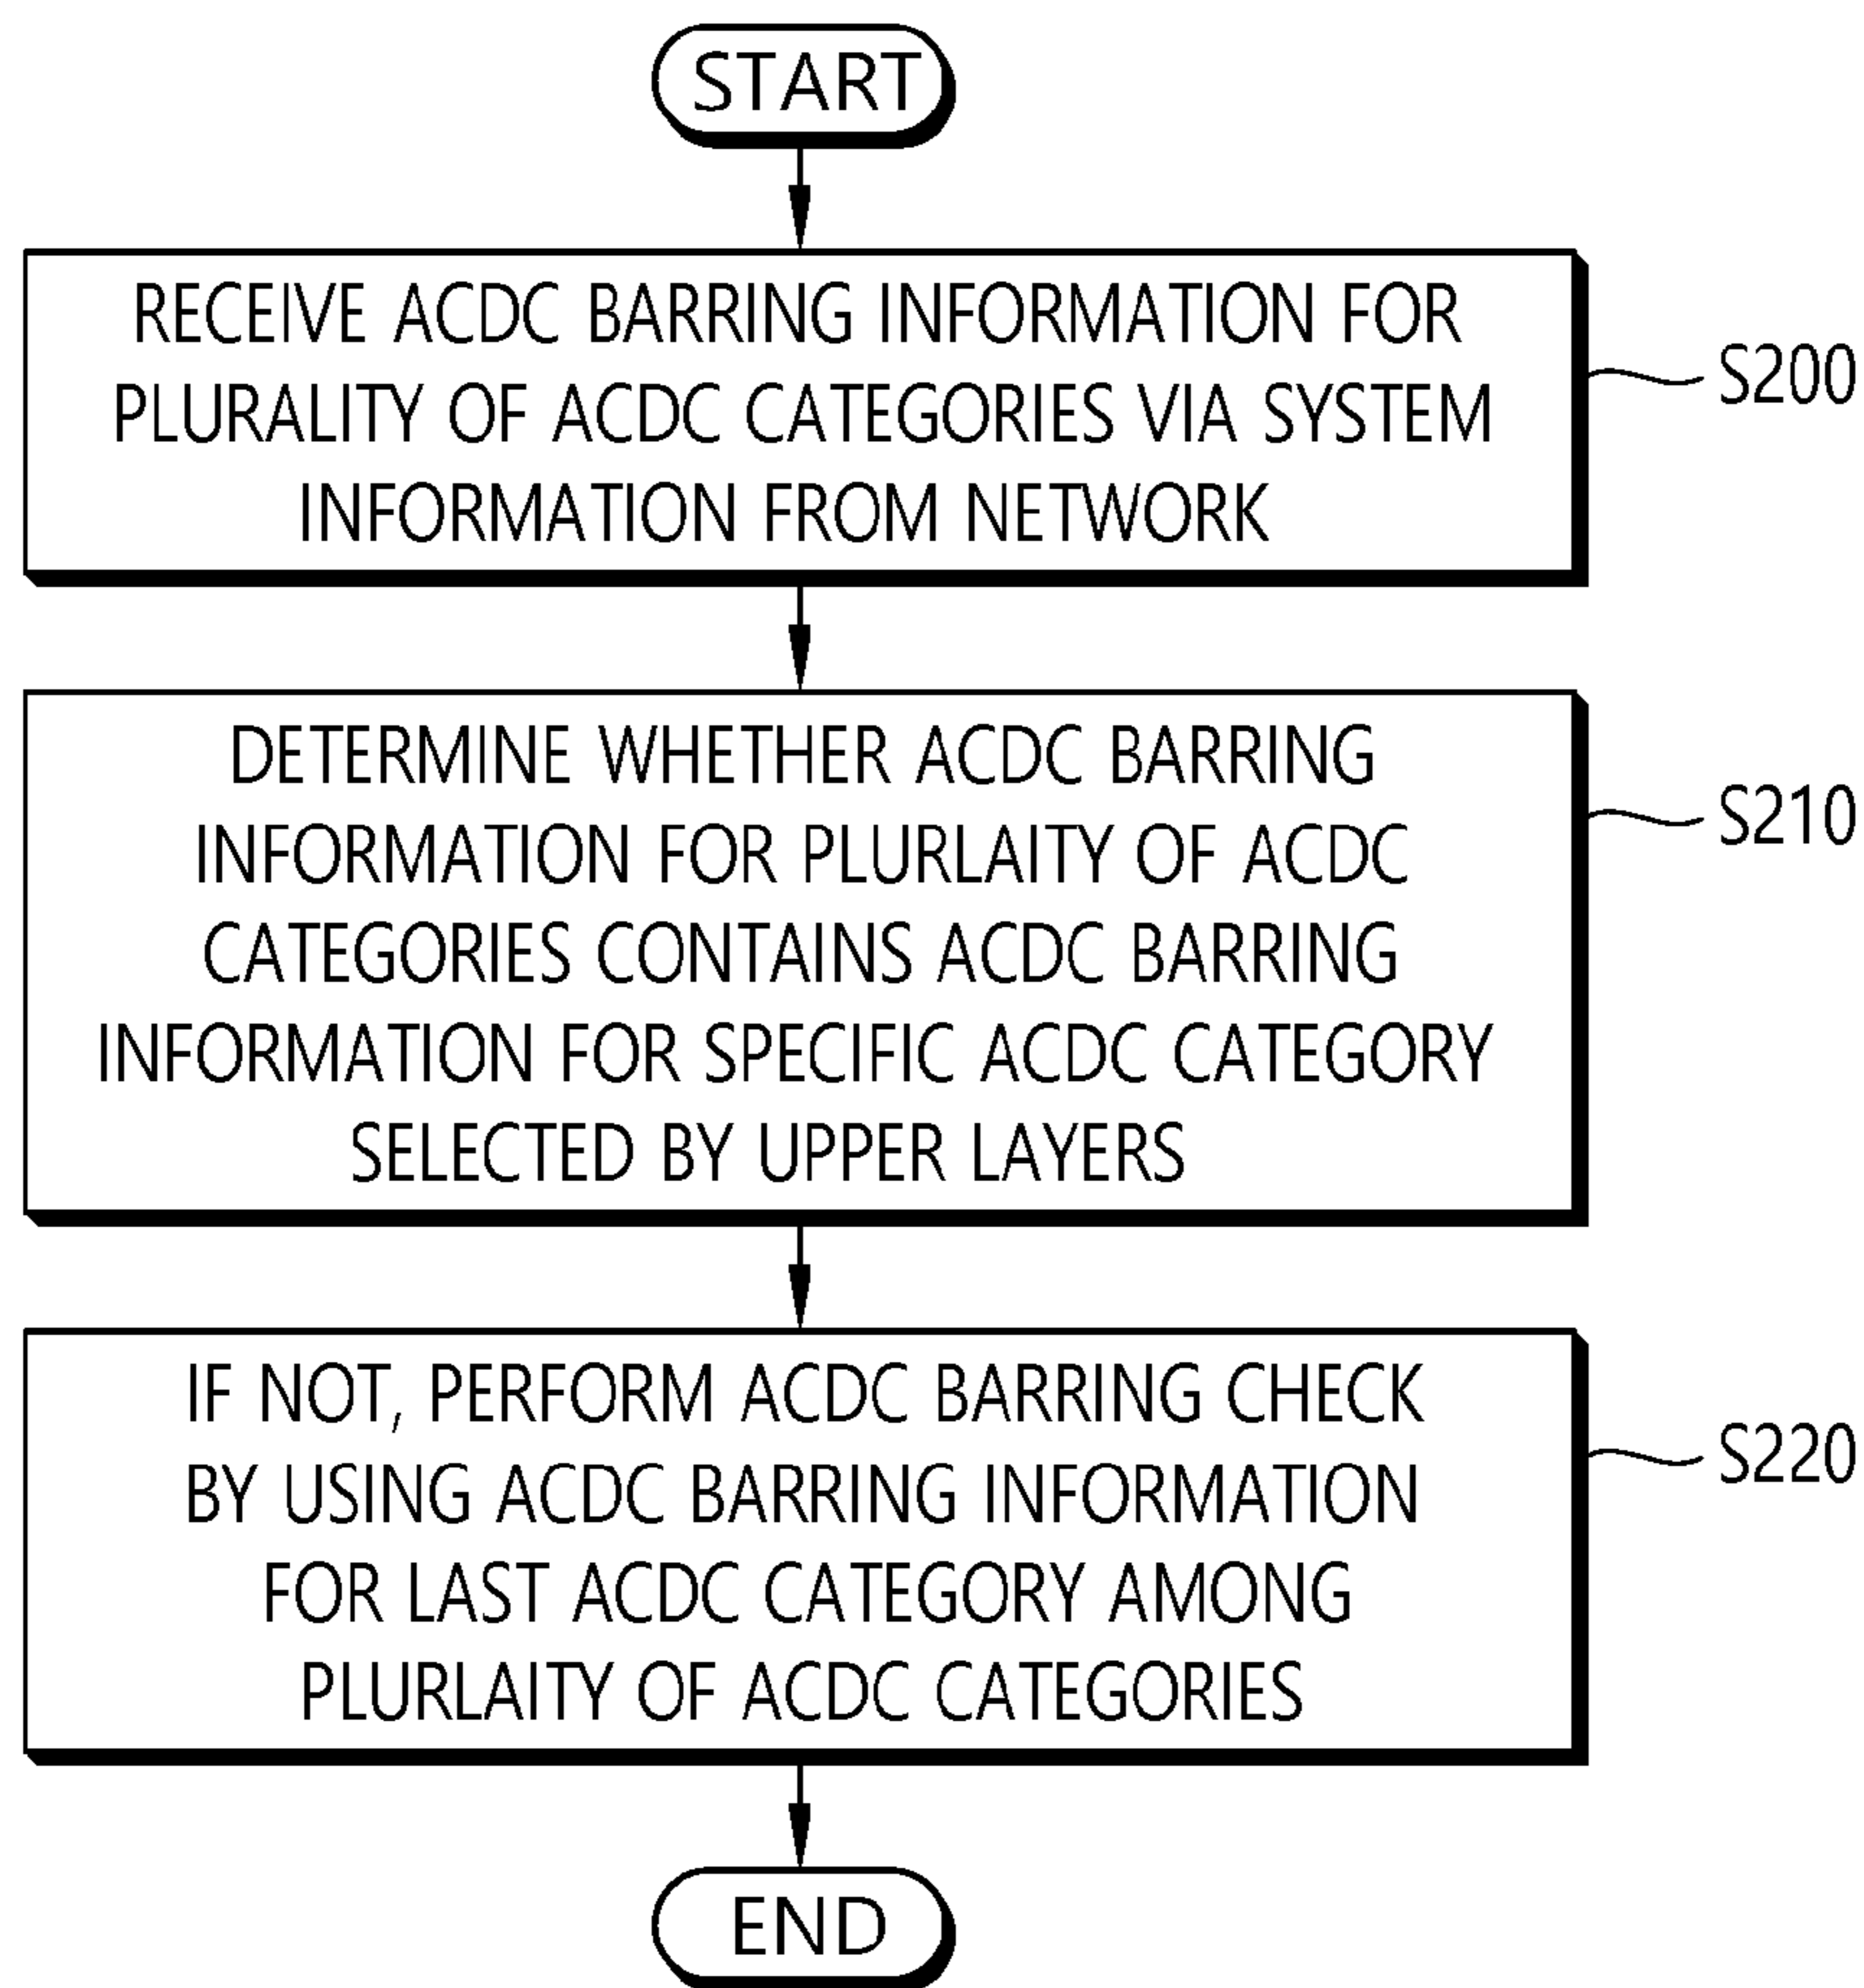 START
RECEIVE ACDC BARRING INFORMATION FOR
PLURALITY OF ACDC CATEGORIES VIA SYSTEM
INFORMATION FROM NETWORK
S200
DETERMINE WHETHER ACDC BARRING
INFORMATION FOR PLURLAITY OF ACDC
CATEGORIES CONTAINS ACDC BARRING
INFORMATION FOR SPECIFIC ACDC CATEGORY
SELECTED BY UPPER LAYERS
S210
IF NOT, PERFORM ACDC BARRING CHECK
BY USING ACDC BARRING INFORMATION
FOR LAST ACDC CATEGORY AMONG
PLURLAITY OF ACDC CATEGORIES
S220
END